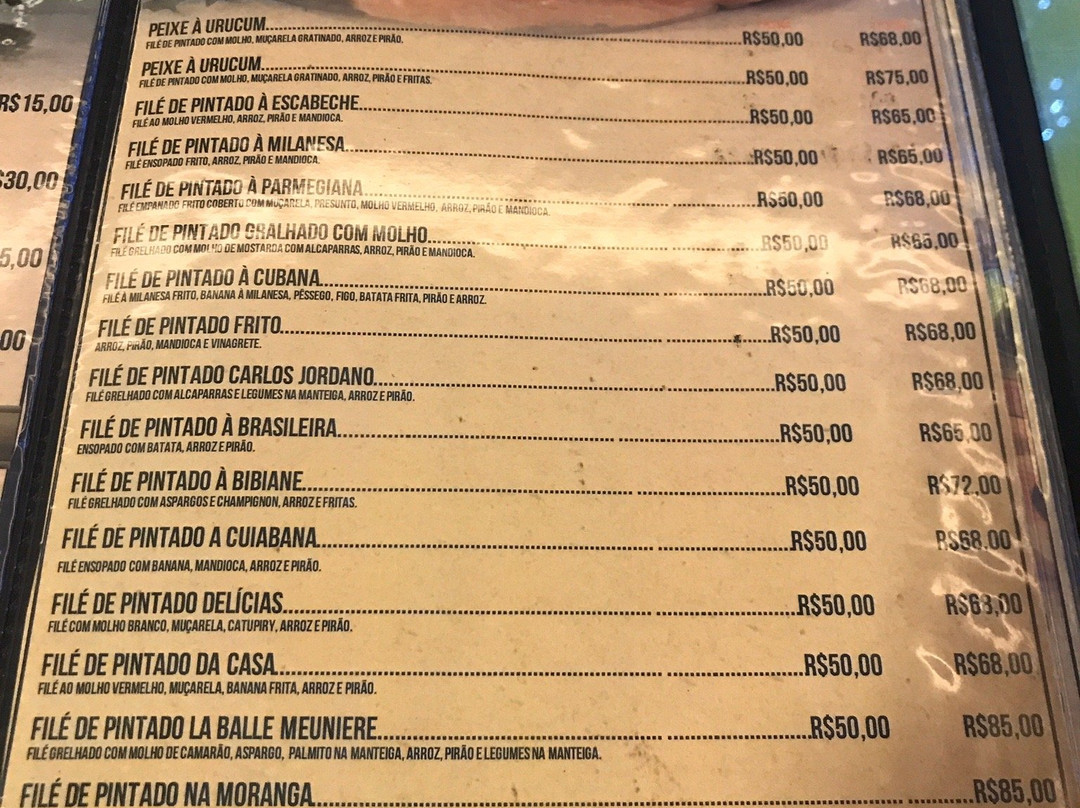 PEIXE À URUCUM R$50,00 R$68,00
FILÉ DE PINTADO COM MOLHO, MUÇARELA GRATINADO, ARROZ E PIRÃO.
PEIXE À URUCUM R$50,00 R$75,00
FILÉ DE PINTADO COM MOLHO, MUÇARELA GRATINADO, ARROZ, PIRÃO E FRITAS.
R$ 15,00
FILÉ DE PINTADO À ESCABECHE R$50,00 R$65,00
FILÉ AO MOLHO VERMELHO, ARROZ, PIRÃO E MANDIOCA.
FILÉ DE PINTADO À MILANESA R$50,00 R$65,00
FILÉ ENSOPADO FRITO, ARROZ, PIRÃO E MANDIOCA.
$30,00
FILÉ DE PINTADO À PARMEGIANA R$50,00 R$68,00
FILÉ EMPANADO FRITO COBERTO COM MUÇARELA, PRESUNTO, MOLHO VERMELHO, ARROZ, PIRÃO E MANDIOCA.
FILÉ DE PINTADO GRALHADO COM MOLHO R$50,00 R$65,00
FILÉ GRELHADO COM MOLHO DE MOSTARDA COM ALCAPARRAS, ARROZ, PIRÃO E MANDIOCA.
5,00
FILÉ DE PINTADO À CUBANA R$50,00 R$68,00
FILÉ À MILANESA FRITO, BANANA À MILANESA, PÊSSEGO, FIGO, BATATA FRITA, PIRÃO E ARROZ.
FILÉ DE PINTADO FRITO R$50,00 R$68,00
ARROZ, PIRÃO, MANDIOCA E VINAGRETE.
00
FILÉ DE PINTADO CARLOS JORDANO R$50,00 R$68,00
FILÉ GRELHADO COM ALCAPARRAS E LEGUMES NA MANTEIGA, ARROZ E PIRÃO.
FILÉ DE PINTADO À BRASILEIRA R$50,00 R$65,00
ENSOPADO COM BATATA, ARROZ E PIRÃO.
FILÉ DE PINTADO À BIBIANE R$50,00 R$72,00
FILÉ GRELHADO COM ASPARGOS E CHAMPIGNON, ARROZ E FRITAS.
FILÉ DE PINTADO A CUIABANA R$50,00 R$68,00
FILÉ ENSOPADO COM BANANA, MANDIOCA, ARROZ E PIRÃO.
FILÉ DE PINTADO DELÍCIAS R$50,00
FILÉ COM MOLHO BRANCO, MUÇARELA, CATUPIRY, ARROZ E PIRÃO.
FILÉ DE PINTADO DA CASA R$50,00 R$68,00
FILÉ AO MOLHO VERMELHO, MUÇARELA, BANANA FRITA, ARROZ E PIRÃO.
FILÉ DE PINTADO LA BALLE MEUNIERE R$50,00 R$85,00
FILÉ GRELHADO COM MOLHO DE CAMARÃO, ASPARGO, PALMITO NA MANTEIGA, ARROZ, PIRÃO E LEGUMES NA MANTEIGA.
FILÉ DE PINTADO NA MORANGA R$85,00